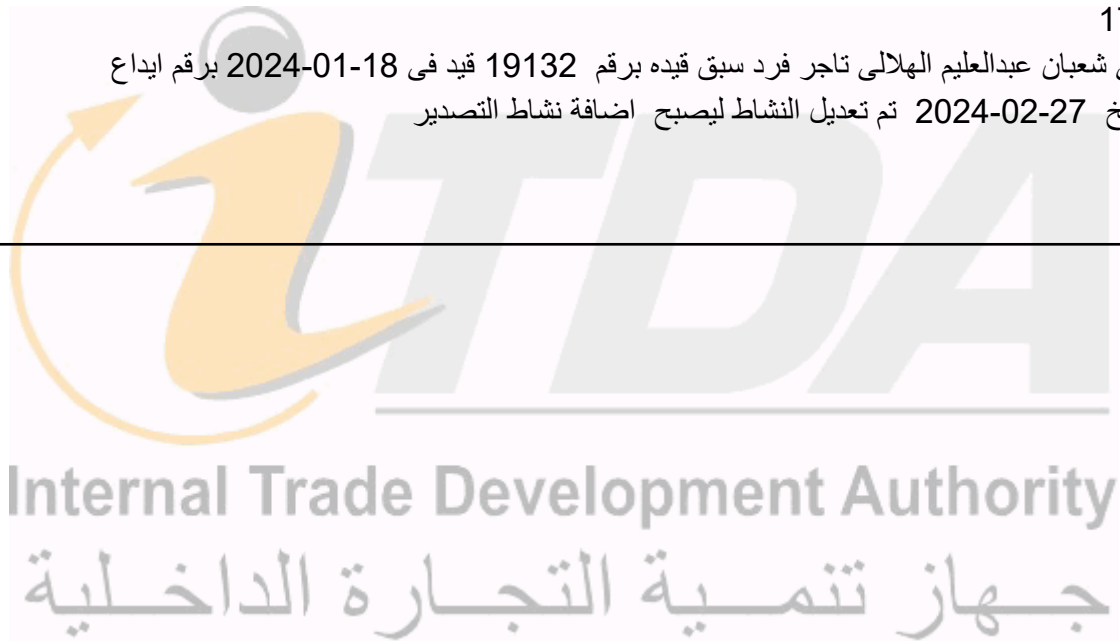 17
شعبان عبدالعليم الهلالى تاجر فرد سبق قيده برقم 19132 قيد فى 18-01-2024 برقم ايداع
27-02-2024 تم تعديل النشاط ليصبح اضافة نشاط التصدير
iTDA
Internal Trade Development Authority
جهاز تنمية التجارة الداخلية